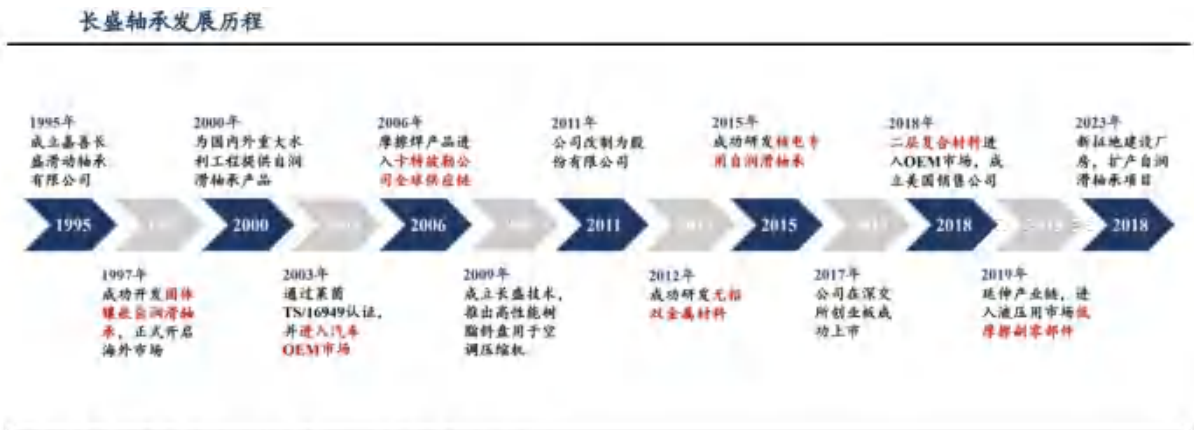 长盛轴承发展历程
1995年
成立嘉善长
盛滑动轴承
有限公司
2000年
为国内外重大水
利工程提供自润
滑轴承产品
2006年
摩擦焊产品进
入卡特彼勒公
司全球供应链
2011年
公司改制为股
份有限公司
2015年
成功研发核电专
用自润滑轴承
2018年
二层复合材料进
入OEM市场，成
立美国销售公司
2023年
新征地建设厂
房，扩产自润
滑轴承项目
1995
2000
2006
2011
2015
2018
2018
1997年
成功开发固体
镶嵌自润滑轴
承，正式开启
海外市场
2003年
通过莱茵
TS/16949认证，
并进入汽车
OEM市场
2009年
成立长盛技术，
推出高性能树
脂斜盘用于空
调压缩机
2012年
成功研发无铅
双金属材料
2017年
公司在深交
所创业板成
功上市
2019年
延伸产业链，进
入液压用市场低
摩擦副零部件